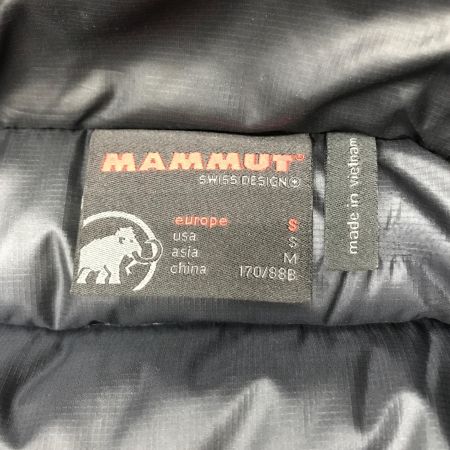 MAMMUT
SWISS DESIGN
europe S
usa S
asia M
china 170/88B
made in vietnam